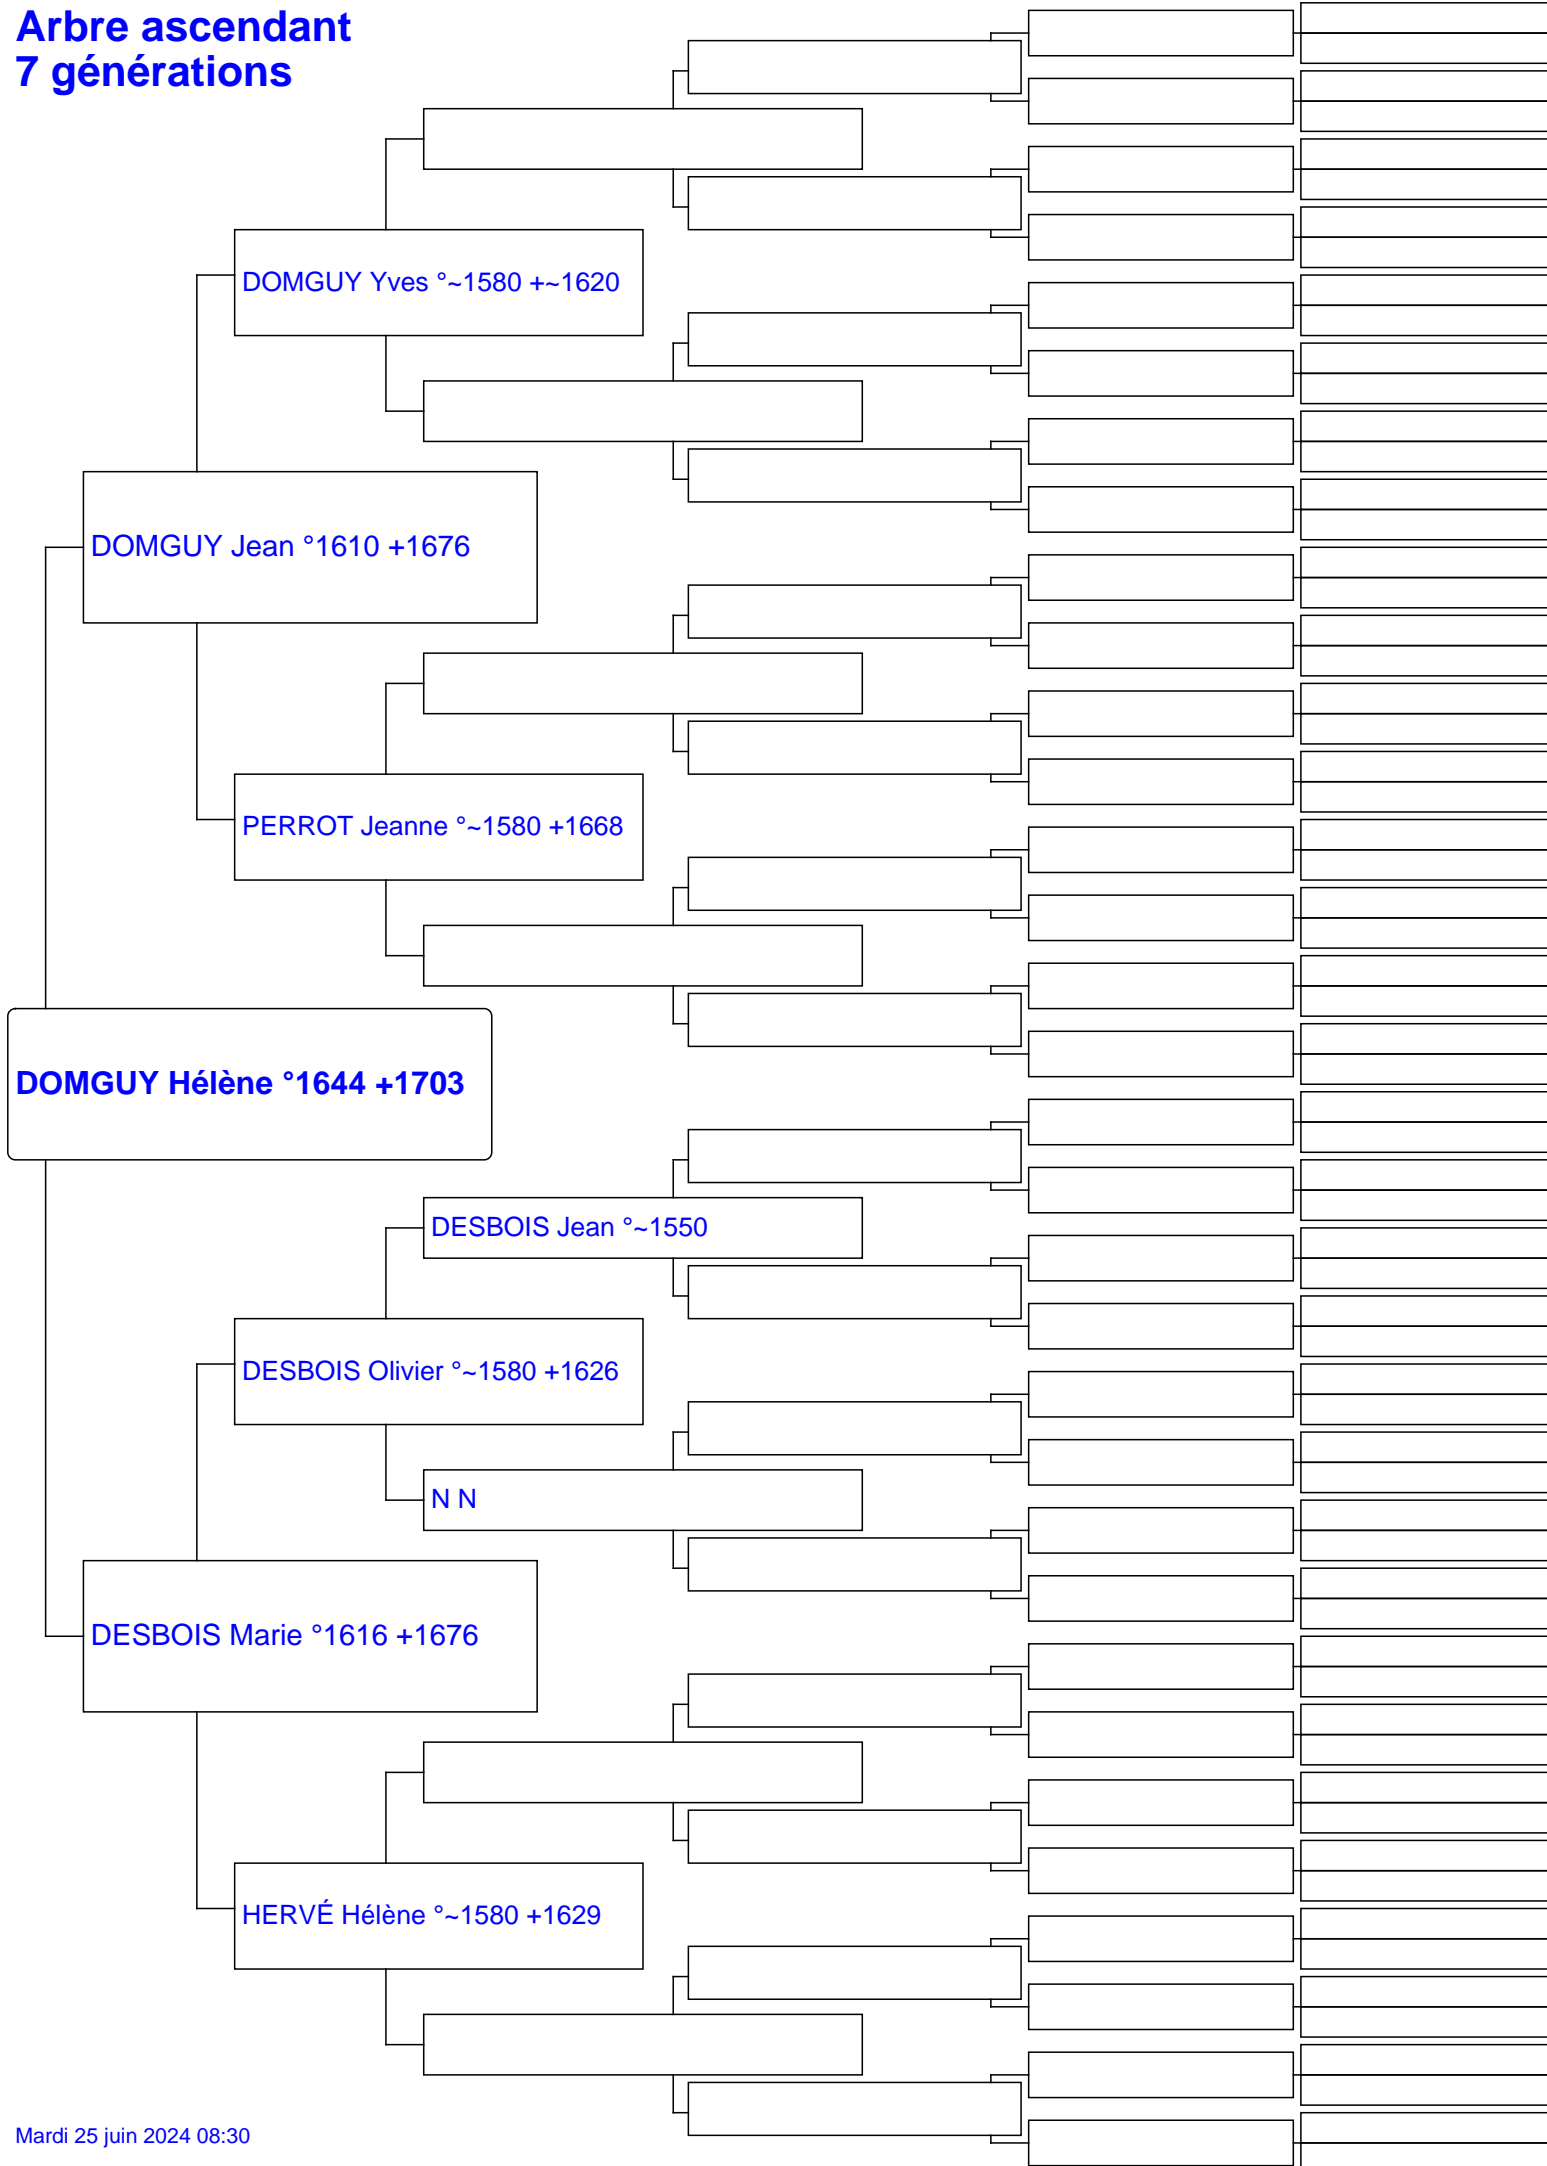 Arbre ascendant
7 générations
DOMGUY Yves °~1580 +~1620
DOMGUY Jean °1610 +1676
PERROT Jeanne °~1580 +1668
DOMGUY Hélène °1644 +1703
DESBOIS Jean °~1550
DESBOIS Olivier °~1580 +1626
N N
DESBOIS Marie °1616 +1676
HERVÉ Hélène °~1580 +1629
Mardi 25 juin 2024 08:30